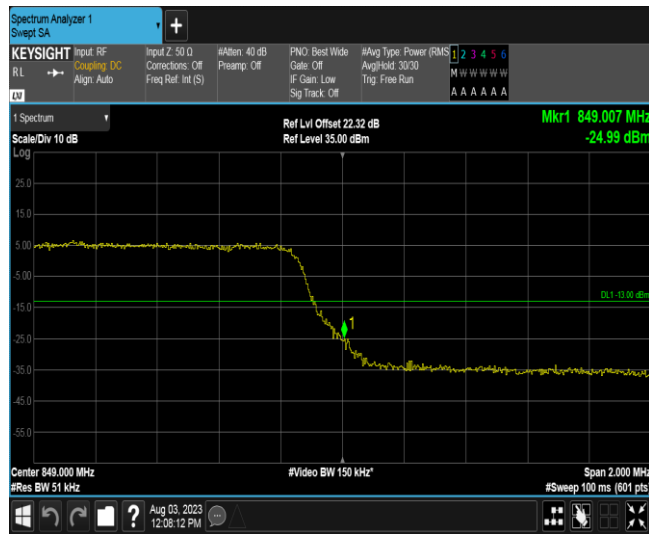 Spectrum Analyzer 1
Swept SA
+
KEYSIGHT
RL
LXI
Input: RF
Coupling: DC
Align: Auto
Input Z: 50 Ω
Corrections: Off
Freq Ref: Int (S)
#Atten: 40 dB
Preamp: Off
PNO: Best Wide
Gate: Off
IF Gain: Low
Sig Track: Off
#Avg Type: Power (RMS
Avg|Hold: 30/30
Trig: Free Run
1 2 3 4 5 6
M W W W W W
A A A A A A
1 Spectrum
Scale/Div 10 dB
Ref Lvl Offset 22.32 dB
Ref Level 35.00 dBm
Mkr1 849.007 MHz
-24.99 dBm
Log
25.0
15.0
5.00
-5.00
DL1 -13.00 dBm
-15.0
1
-25.0
-35.0
-45.0
-55.0
Center 849.000 MHz
#Video BW 150 kHz*
Span 2.000 MHz
#Res BW 51 kHz
#Sweep 100 ms (601 pts
?
Aug 03, 2023
12:08:12 PM